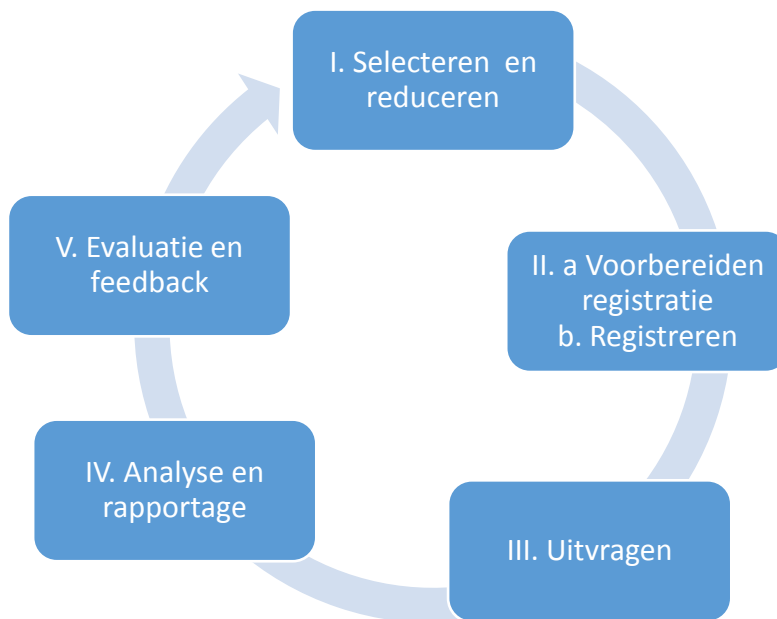 I. Selecteren en
reduceren
II. a Voorbereiden
registratie
b. Registreren
III. Uitvragen
IV. Analyse en
rapportage
V. Evaluatie en
feedback